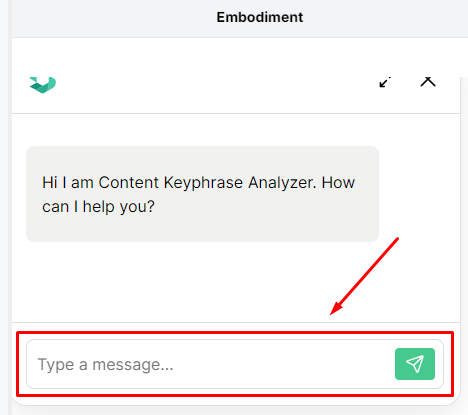 Embodiment
Hi I am Content Keyphrase Analyzer. How
can I help you?
Type a message...